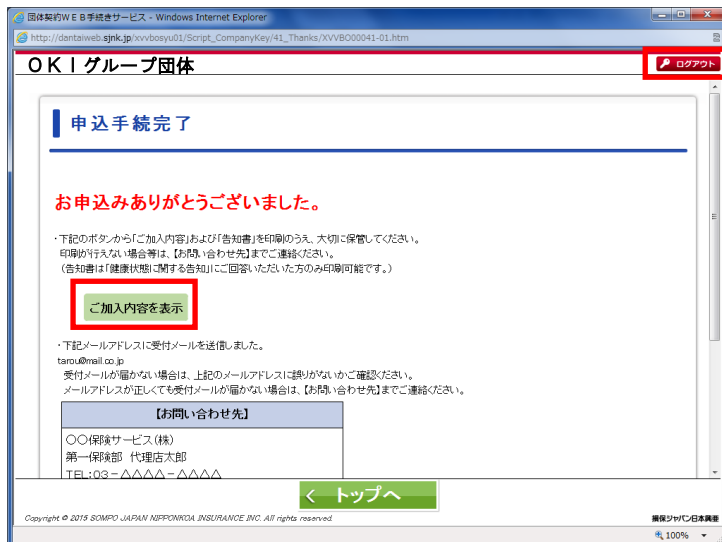 団体契約WEB手続きサービス - Windows Internet Explorer
http://dantaiweb.sjnk.jp/xvvbosyu01/Script_CompanyKey/41_Thanks/XVVBO00041-01.htm
OKIグループ団体
ログアウト
申込手続完了
お申込みありがとうございました。
・下記のボタンから「ご加入内容」および「告知書」を印刷のうえ、大切に保管してください。
印刷が行えない場合等は、【お問い合わせ先】までご連絡ください。
(告知書は「健康状態に関する告知」にご回答いただいた方のみ印刷可能です。)
ご加入内容を表示
・下記メールアドレスに受付メールを送信しました。
tarou@mail.co.jp
受付メールが届かない場合は、上記のメールアドレスに誤りがないかご確認ください。
メールアドレスが正しくても受付メールが届かない場合は、【お問い合わせ先】までご連絡ください。
【お問い合わせ先】
〇〇保険サービス(株)
第一保険部 代理店太郎
TEL:03-△△△△-△△△△
< トップへ
Copyright © 2015 SOMPO JAPAN NIPPONKOA INSURANCE INC. All rights reserved.
損保ジャパン日本興亜
100%